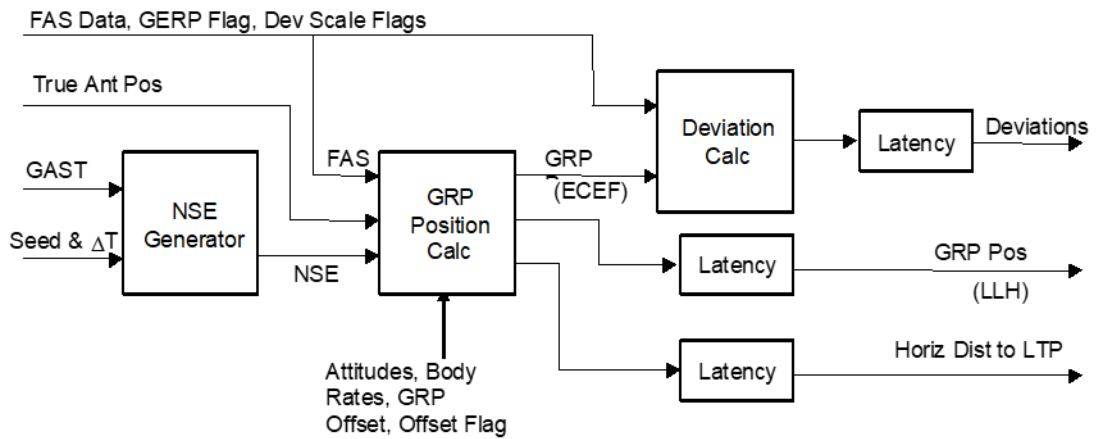 FAS Data, GERP Flag, Dev Scale Flags
True Ant Pos
GAST
Seed & ΔT
NSE
Generator
NSE
FAS
GRP
Position
Calc
Attitudes, Body
Rates, GRP
Offset, Offset Flag
GRP
(ECEF)
Deviation
Calc
Latency
Deviations
Latency
GRP Pos
(LLH)
Latency
Horiz Dist to LTP